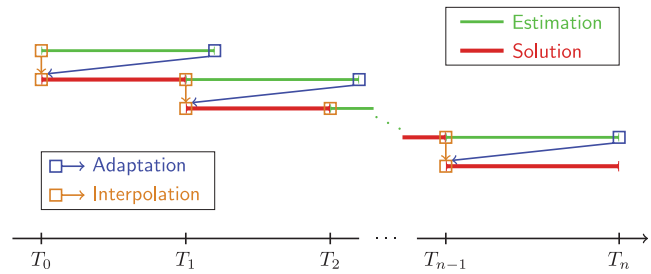 Estimation
Solution
Adaptation
Interpolation
T₀ T₁ T₂ ... Tₙ₋₁ Tₙ